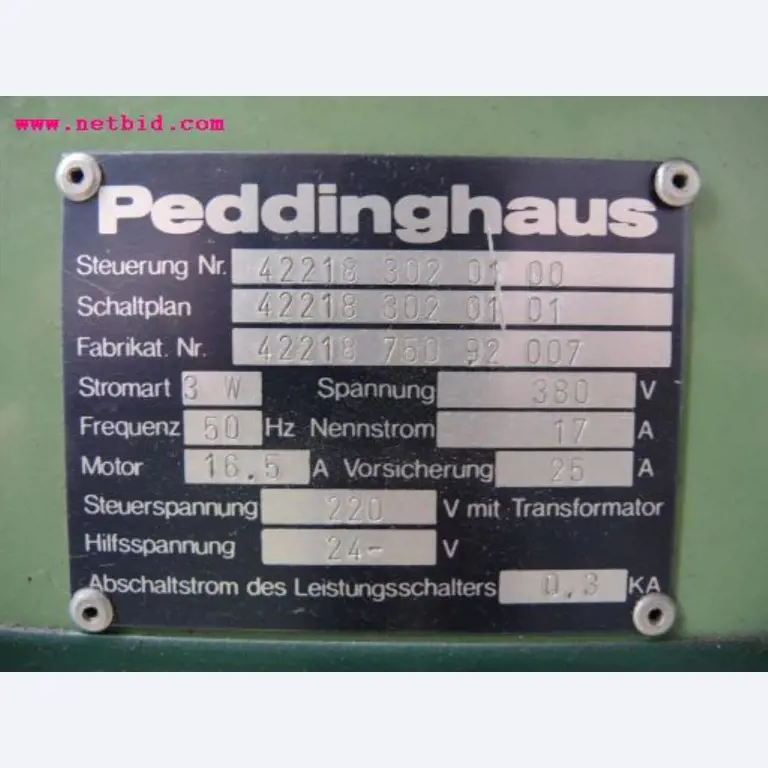 www.netbid.com
Peddinghaus
Steuerung Nr. 42218 302 01 00
Schaltplan 42218 302 01 01
Fabrikat. Nr. 42218 750 92 007
Stromart 3 W Spannung 380 V
Frequenz 50 Hz Nennstrom 17 A
Motor 16.5 A Vorsicherung 25 A
Steuerspannung 220 V mit Transformator
Hilfsspannung 24- V
Abschaltstrom des Leistungsschalters 0,3 KA